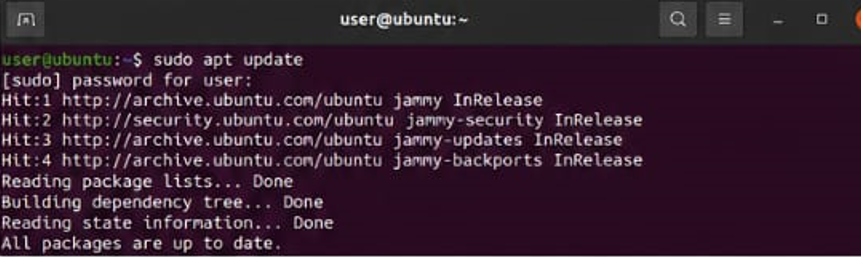 user@ubuntu:~
user@ubuntu:~$ sudo apt update
[sudo] password for user:
Hit:1 http://archive.ubuntu.com/ubuntu jammy InRelease
Hit:2 http://security.ubuntu.com/ubuntu jammy-security InRelease
Hit:3 http://archive.ubuntu.com/ubuntu jammy-updates InRelease
Hit:4 http://archive.ubuntu.com/ubuntu jammy-backports InRelease
Reading package lists... Done
Building dependency tree... Done
Reading state information... Done
All packages are up to date.